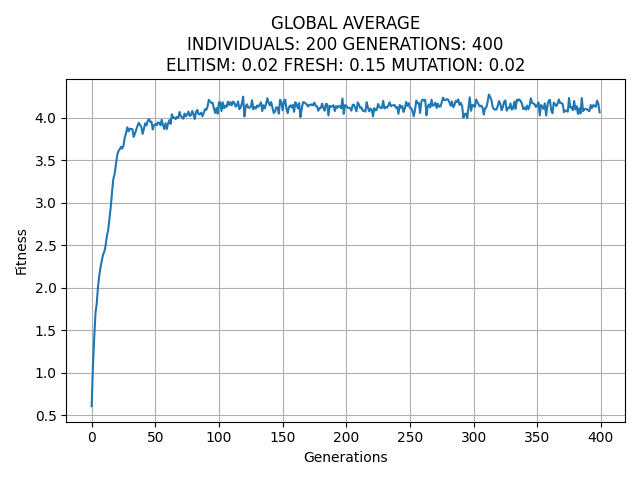 GLOBAL AVERAGE
INDIVIDUALS: 200 GENERATIONS: 400
ELITISM: 0.02 FRESH: 0.15 MUTATION: 0.02
4.0
3.5
3.0
2.5
2.0
1.5
1.0
0.5
Fitness
0 50 100 150 200 250 300 350 400
Generations